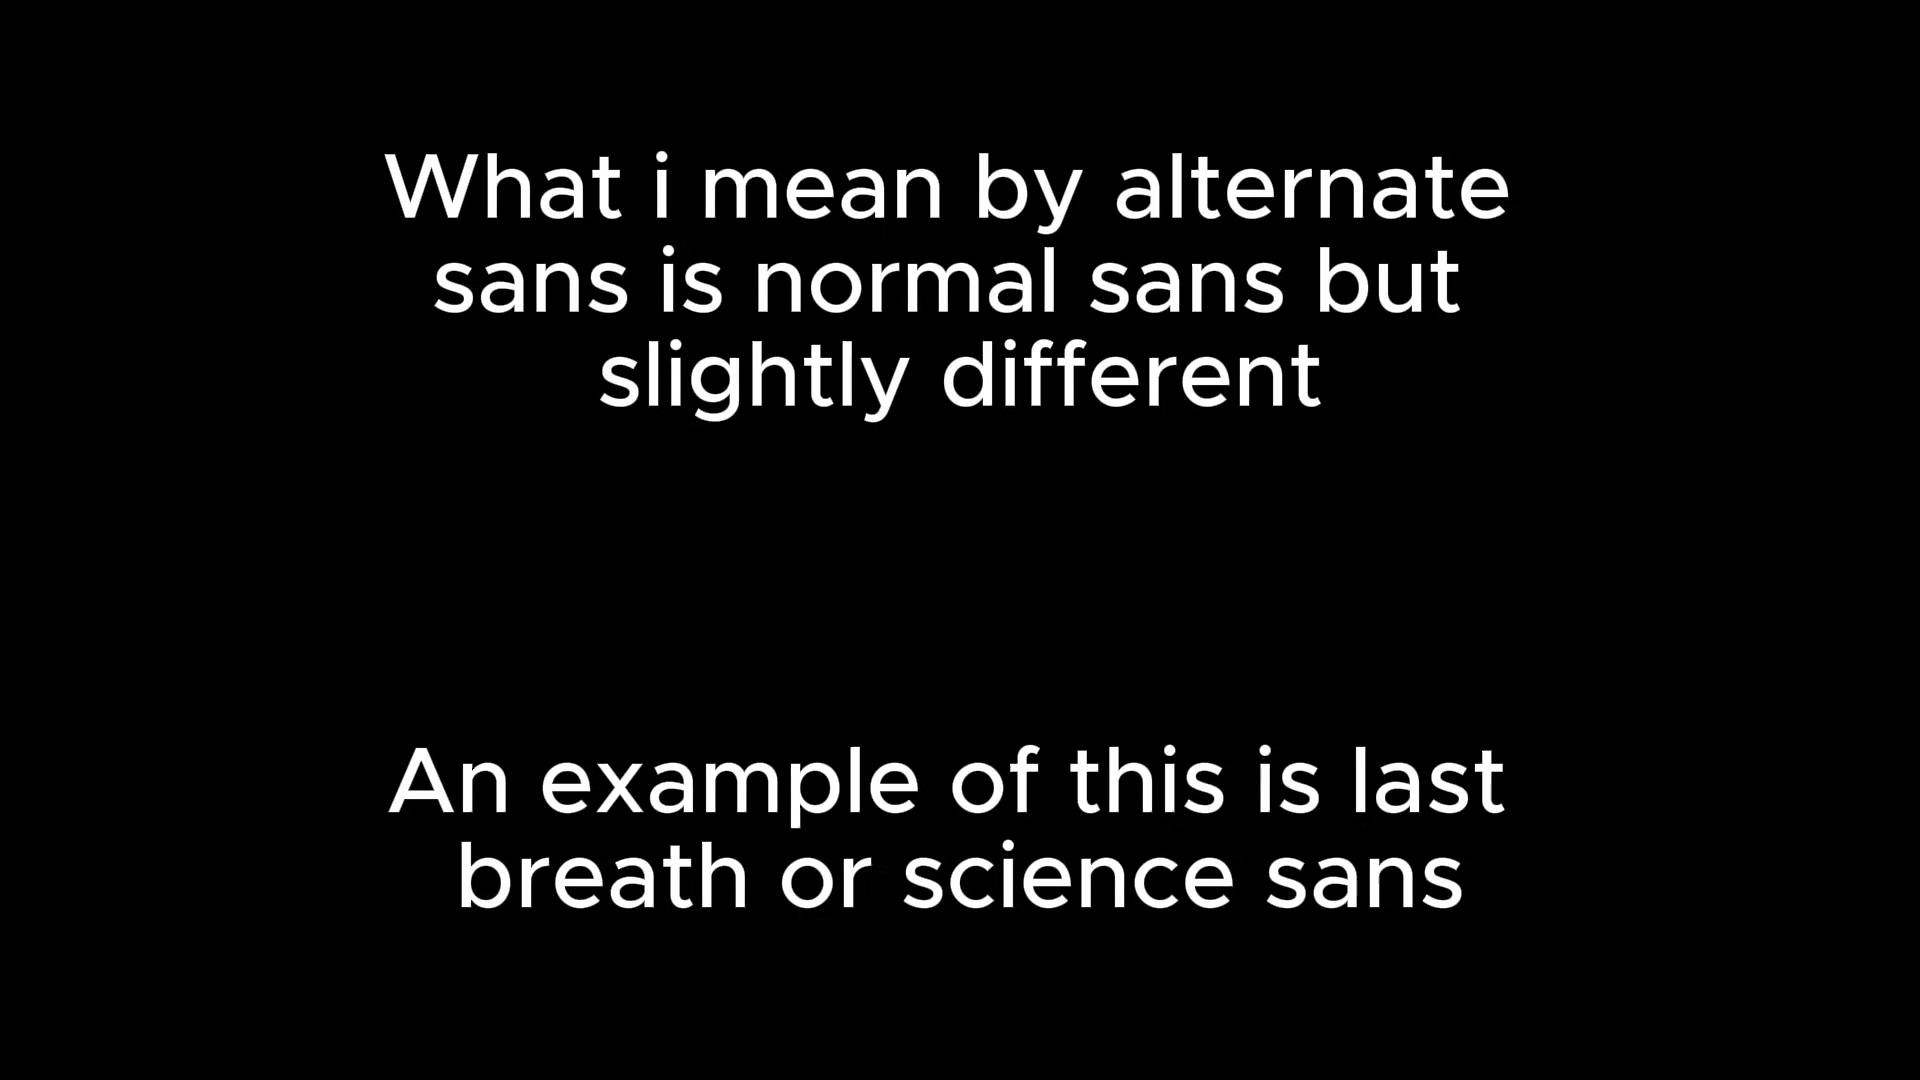 What i mean by alternate
sans is normal sans but
slightly different
An example of this is last
breath or science sans